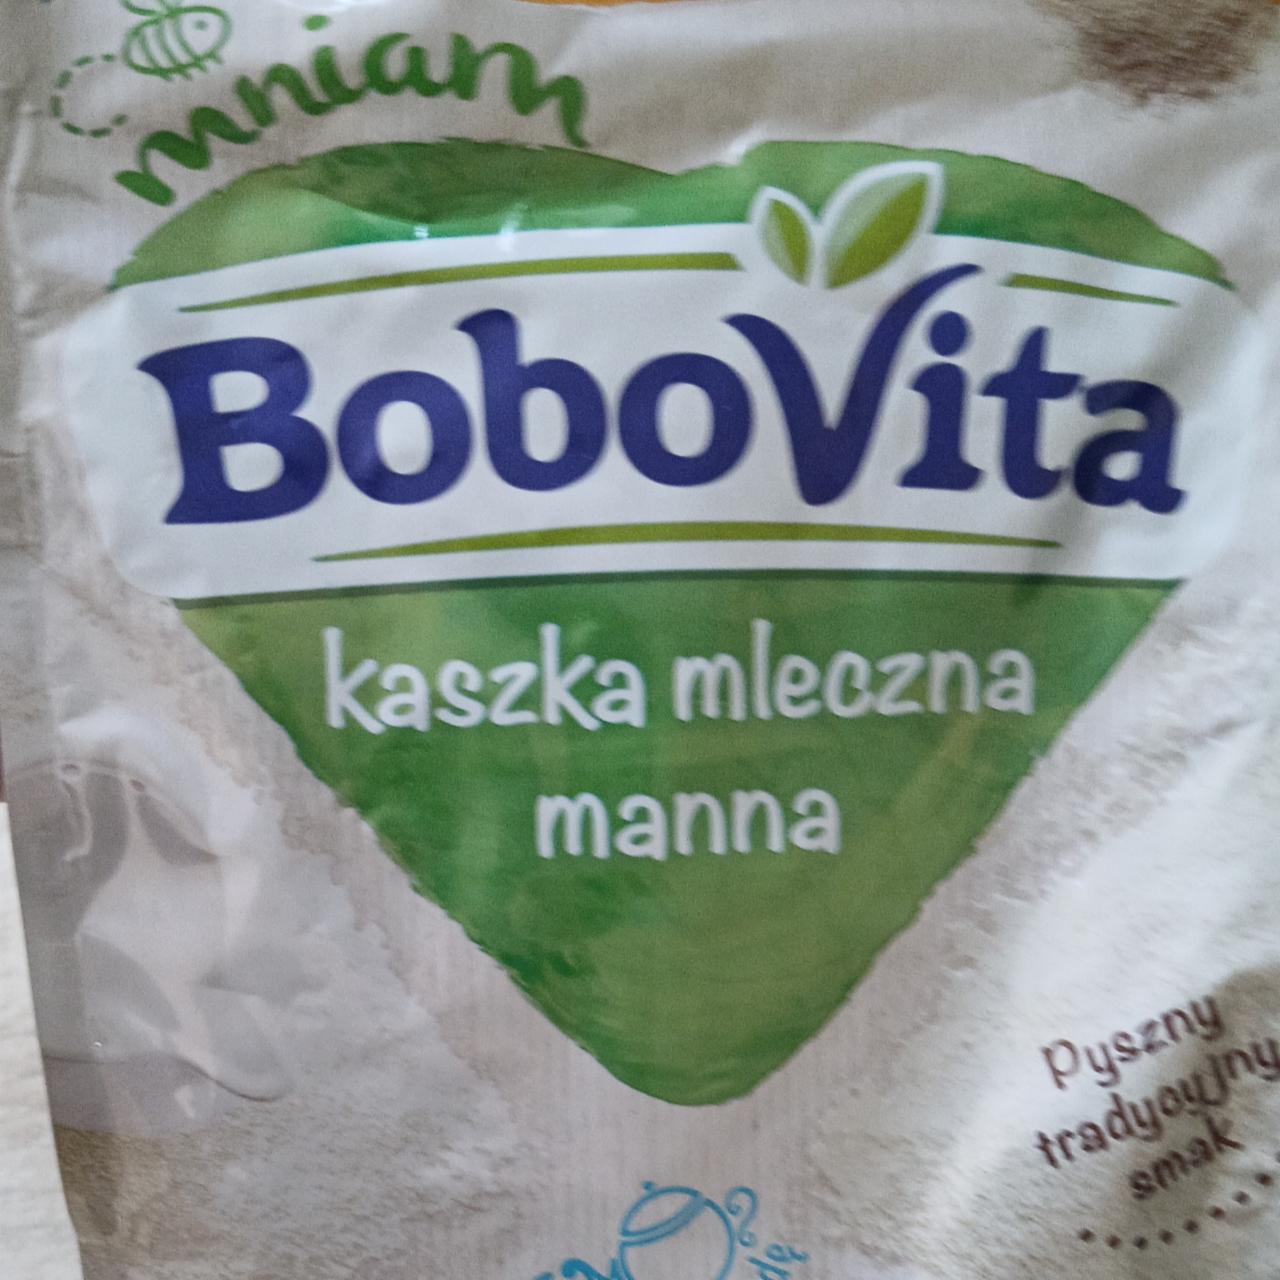 mniam
BoboVita
kaszka mleczna
manna
Pyszny
tradycyjny
smak